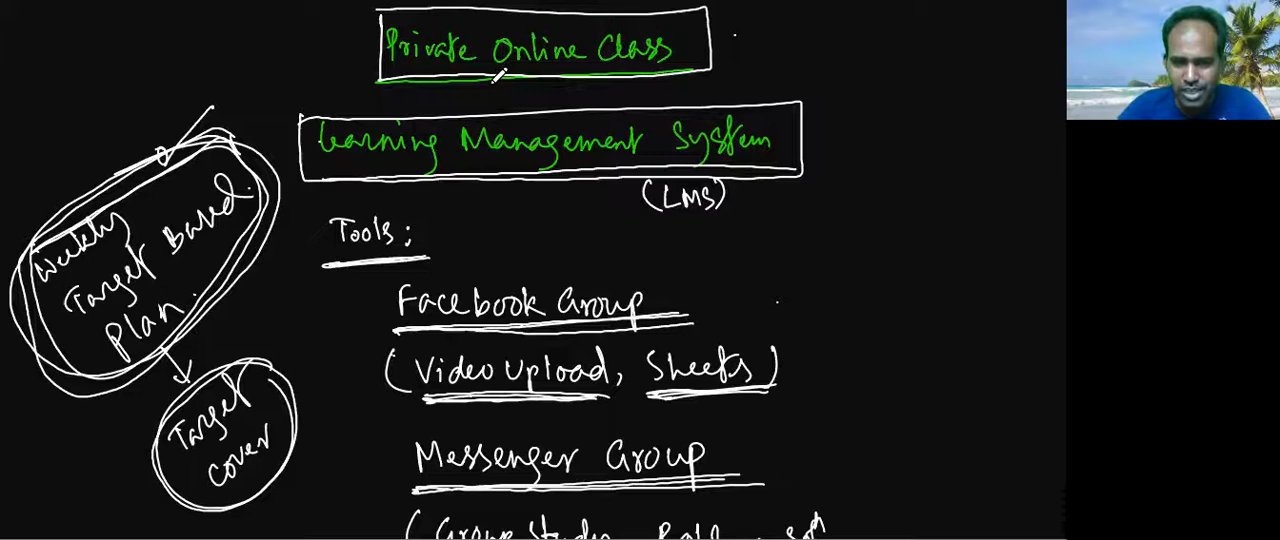 Private Online Class
Learning Management System
(LMS)
Tools:
Facebook Group
(Video Upload, Sheets)
Messenger Group
Weekly
Target Based
Plan.
Target
cover